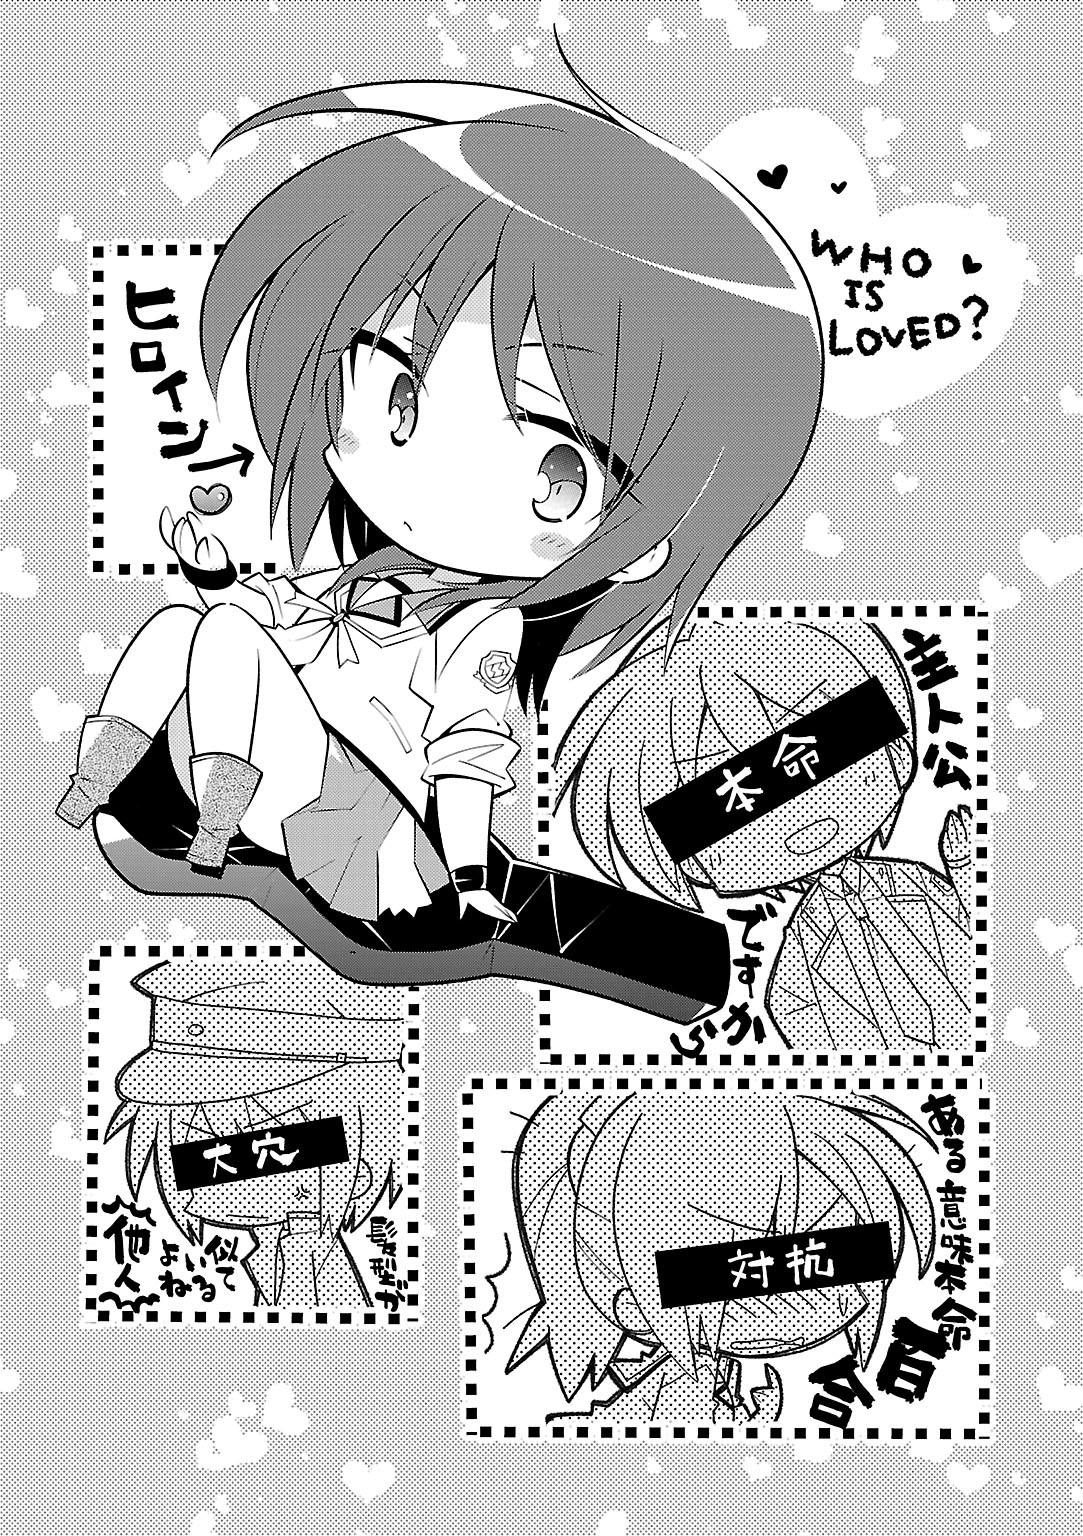 WHO
IS
LOVED?
ヒロイン
主人公
本命
ですから
ある意味本命
百合
対抗
髪型が
似て
いる
よね
他人
大穴